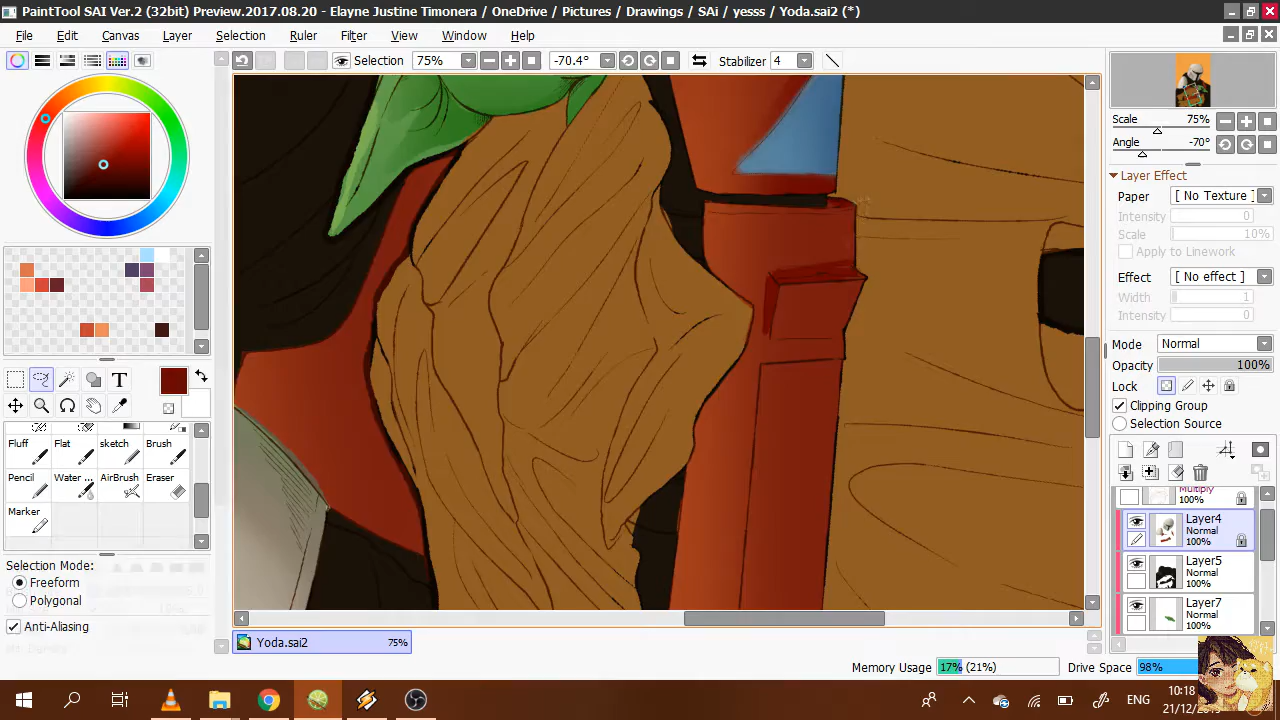 PaintTool SAI Ver.2 (32bit) Preview.2017.08.20 - Elayne Justine Timonera / OneDrive / Pictures / Drawings / SAi / yesss / Yoda.sai2 (*)
File Edit Canvas Layer Selection Ruler Filter View Window Help
Selection 75% -70.4° Stabilizer 4
Scale 75%
Angle -70°
Layer Effect
Paper [ No Texture ]
Intensity 0
Scale 10%
Apply to Linework
Effect [ No effect ]
Width 1
Intensity 0
Mode Normal
Opacity 100%
Lock
Clipping Group
Selection Source
Fluff Flat sketch Brush
Pencil Water ... AirBrush Eraser
Marker
Selection Mode:
Freeform
Polygonal
Anti-Aliasing
Multiply
100%
Layer4
Normal
100%
Layer5
Normal
100%
Layer7
Normal
100%
Yoda.sai2 75%
Memory Usage 17% (21%) Drive Space 98%
ENG
10:18